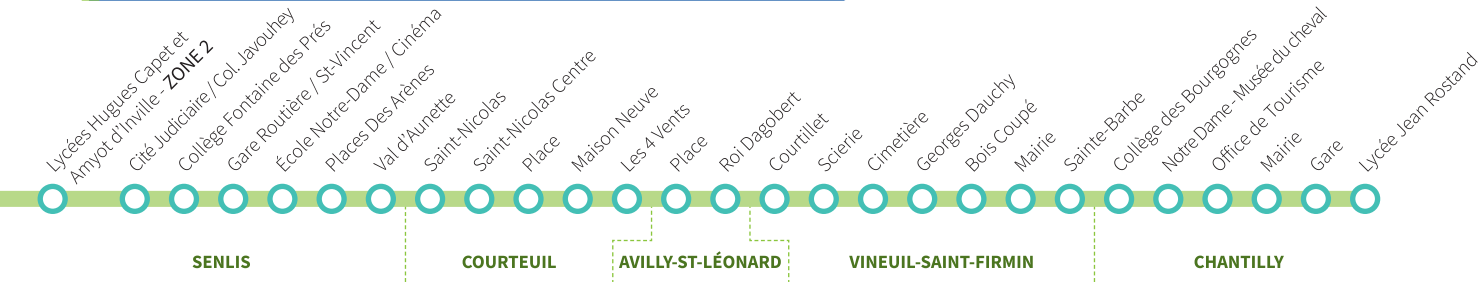 Lycées Hugues Capet et
Amyot d'Inville - ZONE 2
Cité Judiciaire / Col. Javouhey
Collège Fontaine des Prés
Gare Routière / St-Vincent
École Notre-Dame / Cinéma
Places Des Arènes
Val d'Aunette
Saint-Nicolas
Saint-Nicolas Centre
Place
Maison Neuve
Les 4 Vents
Place
Roi Dagobert
Courtillet
Scierie
Cimetière
Georges Dauchy
Bois Coupé
Mairie
Sainte-Barbe
Collège des Bourgognes
Notre Dame - Musée du cheval
Office de Tourisme
Mairie
Gare
Lycée Jean Rostand
SENLIS
COURTEUIL
AVILLY-ST-LÉONARD
VINEUIL-SAINT-FIRMIN
CHANTILLY